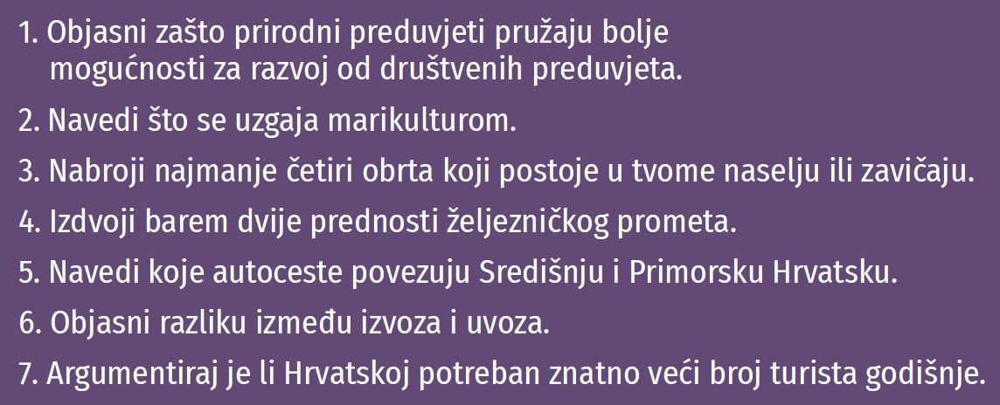 1. Objasni zašto prirodni preduvjeti pružaju bolje
mogućnosti za razvoj od društvenih preduvjeta.
2. Navedi što se uzgaja marikulturom.
3. Nabroji najmanje četiri obrta koji postoje u tvome naselju ili zavičaju.
4. Izdvoji barem dvije prednosti željezničkog prometa.
5. Navedi koje autoceste povezuju Središnju i Primorsku Hrvatsku.
6. Objasni razliku između izvoza i uvoza.
7. Argumentiraj je li Hrvatskoj potreban znatno veći broj turista godišnje.